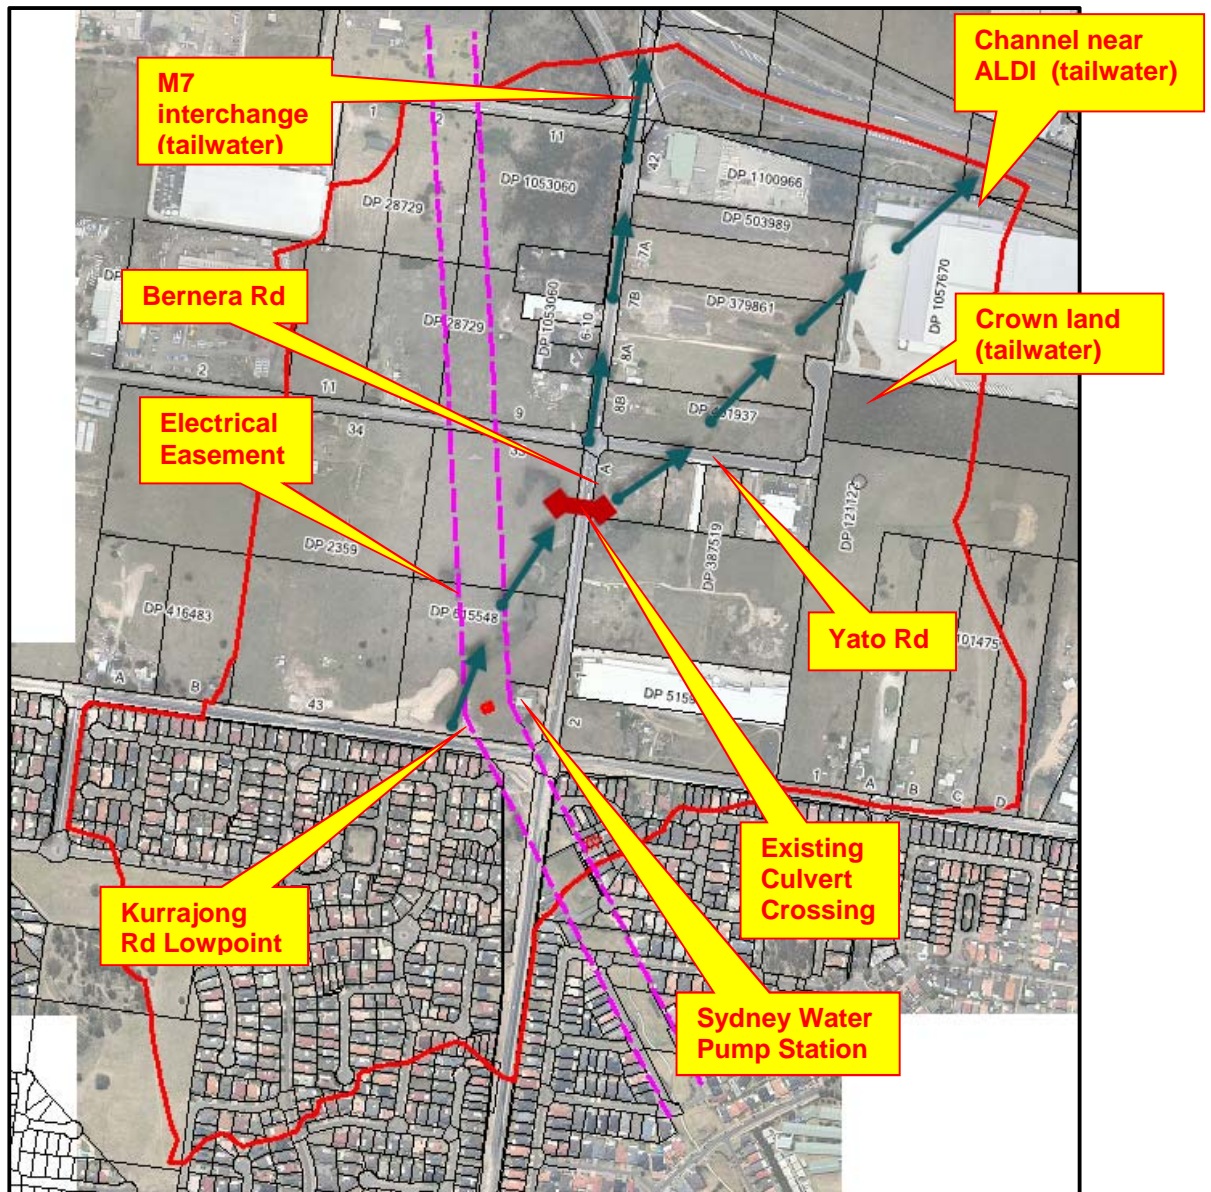 Channel near
ALDI (tailwater)
M7
interchange
(tailwater)
1
2
11
42
DP 1100966
DP 1053060
DP 28729
DP 503989
7A
Bernera Rd
7B
DP 379861
DP 1057670
DP 28729
DP 1053060
6-10
8A
Crown land
(tailwater)
2
11
9
8B
Electrical
Easement
34
A
DP 2359
DP 387519
DP 121122
DP 416483
DP 615548
Yato Rd
101475
A
B
43
1
2
1
A
B
C
D
Existing
Culvert
Crossing
Kurrajong
Rd Lowpoint
Sydney Water
Pump Station